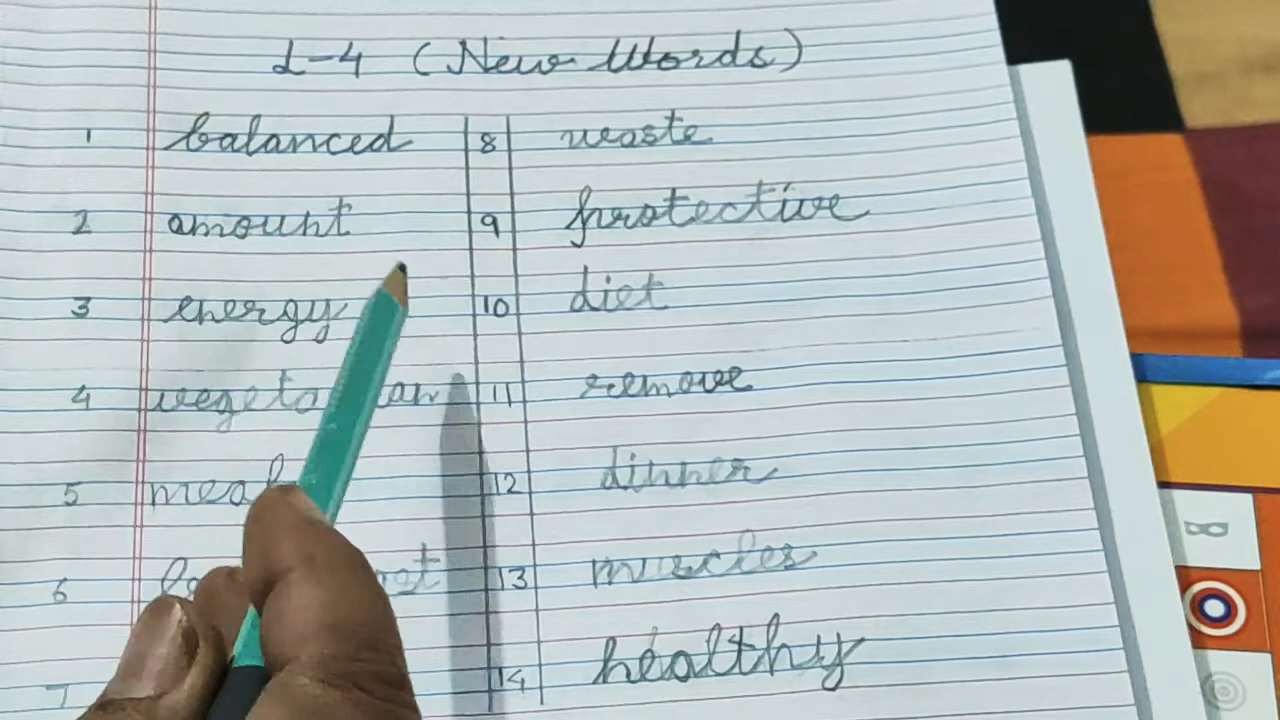 L-4 (New Words)
1 balanced
2 amount
3 energy
4
5
6
7
8 waste
9 protective
10 diet
11 remove
12 dinner
13 muscles
14 healthy